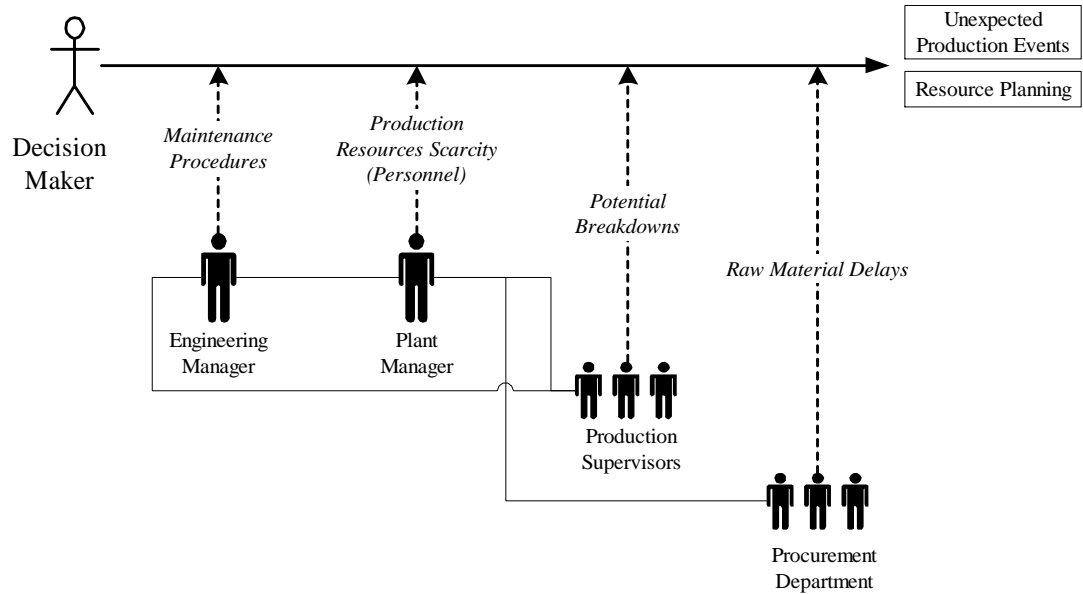 Unexpected
Production Events
Resource Planning
Decision
Maker
Maintenance
Procedures
Production
Resources Scarcity
(Personnel)
Potential
Breakdowns
Raw Material Delays
Engineering
Manager
Plant
Manager
Production
Supervisors
Procurement
Department